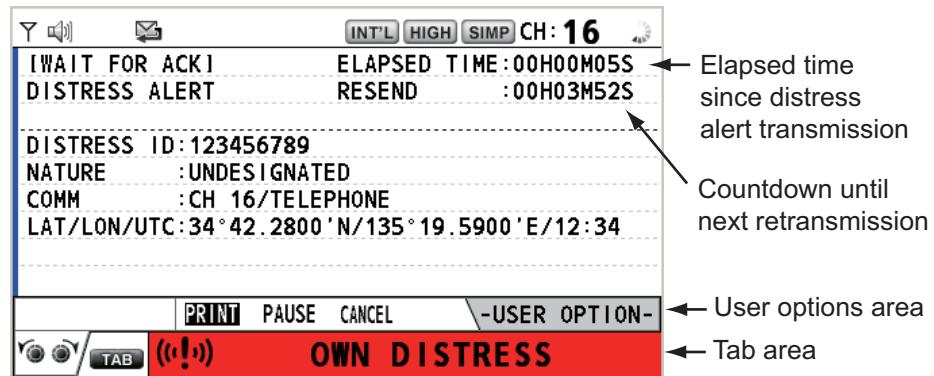 INT'L HIGH SIMP CH: 16
[WAIT FOR ACK] ELAPSED TIME:00H00M05S
DISTRESS ALERT RESEND :00H03M52S
DISTRESS ID:123456789
NATURE :UNDESIGNATED
COMM :CH 16/TELEPHONE
LAT/LON/UTC:34°42.2800'N/135°19.5900'E/12:34
PRINT PAUSE CANCEL -USER OPTION-
TAB OWN DISTRESS
Elapsed time
since distress
alert transmission
Countdown until
next retransmission
User options area
Tab area